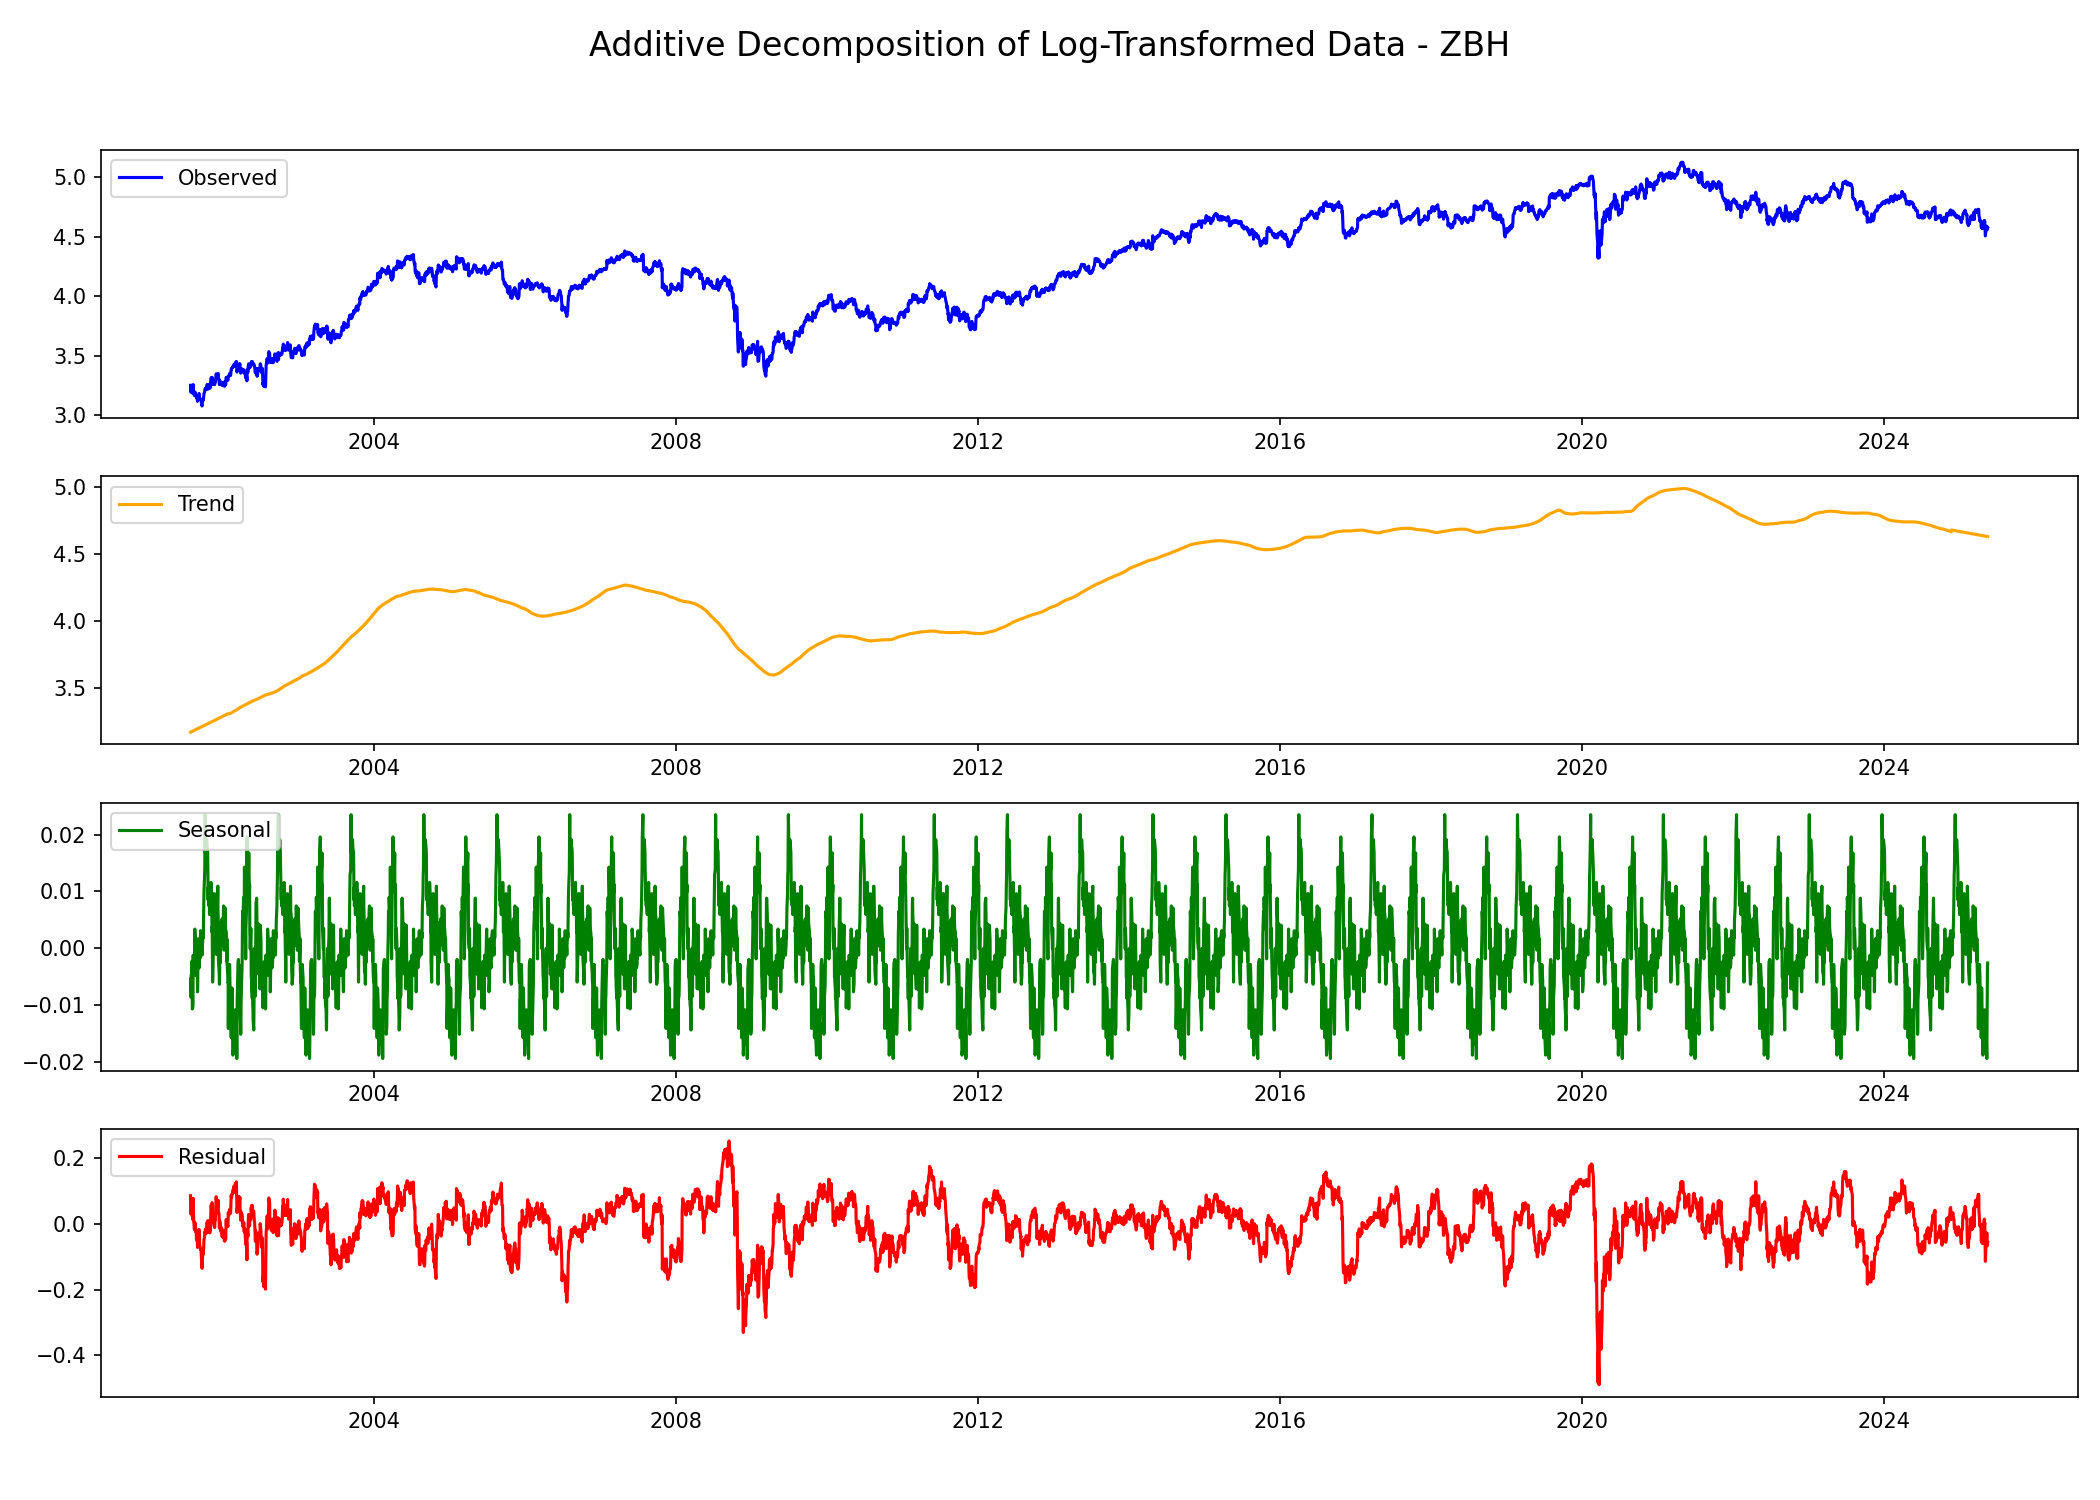 Additive Decomposition of Log-Transformed Data - ZBH
Observed
5.0
4.5
4.0
3.5
3.0
2004 2008 2012 2016 2020 2024
Trend
5.0
4.5
4.0
3.5
2004 2008 2012 2016 2020 2024
Seasonal
0.02
0.01
0.00
−0.01
−0.02
2004 2008 2012 2016 2020 2024
Residual
0.2
0.0
−0.2
−0.4
2004 2008 2012 2016 2020 2024